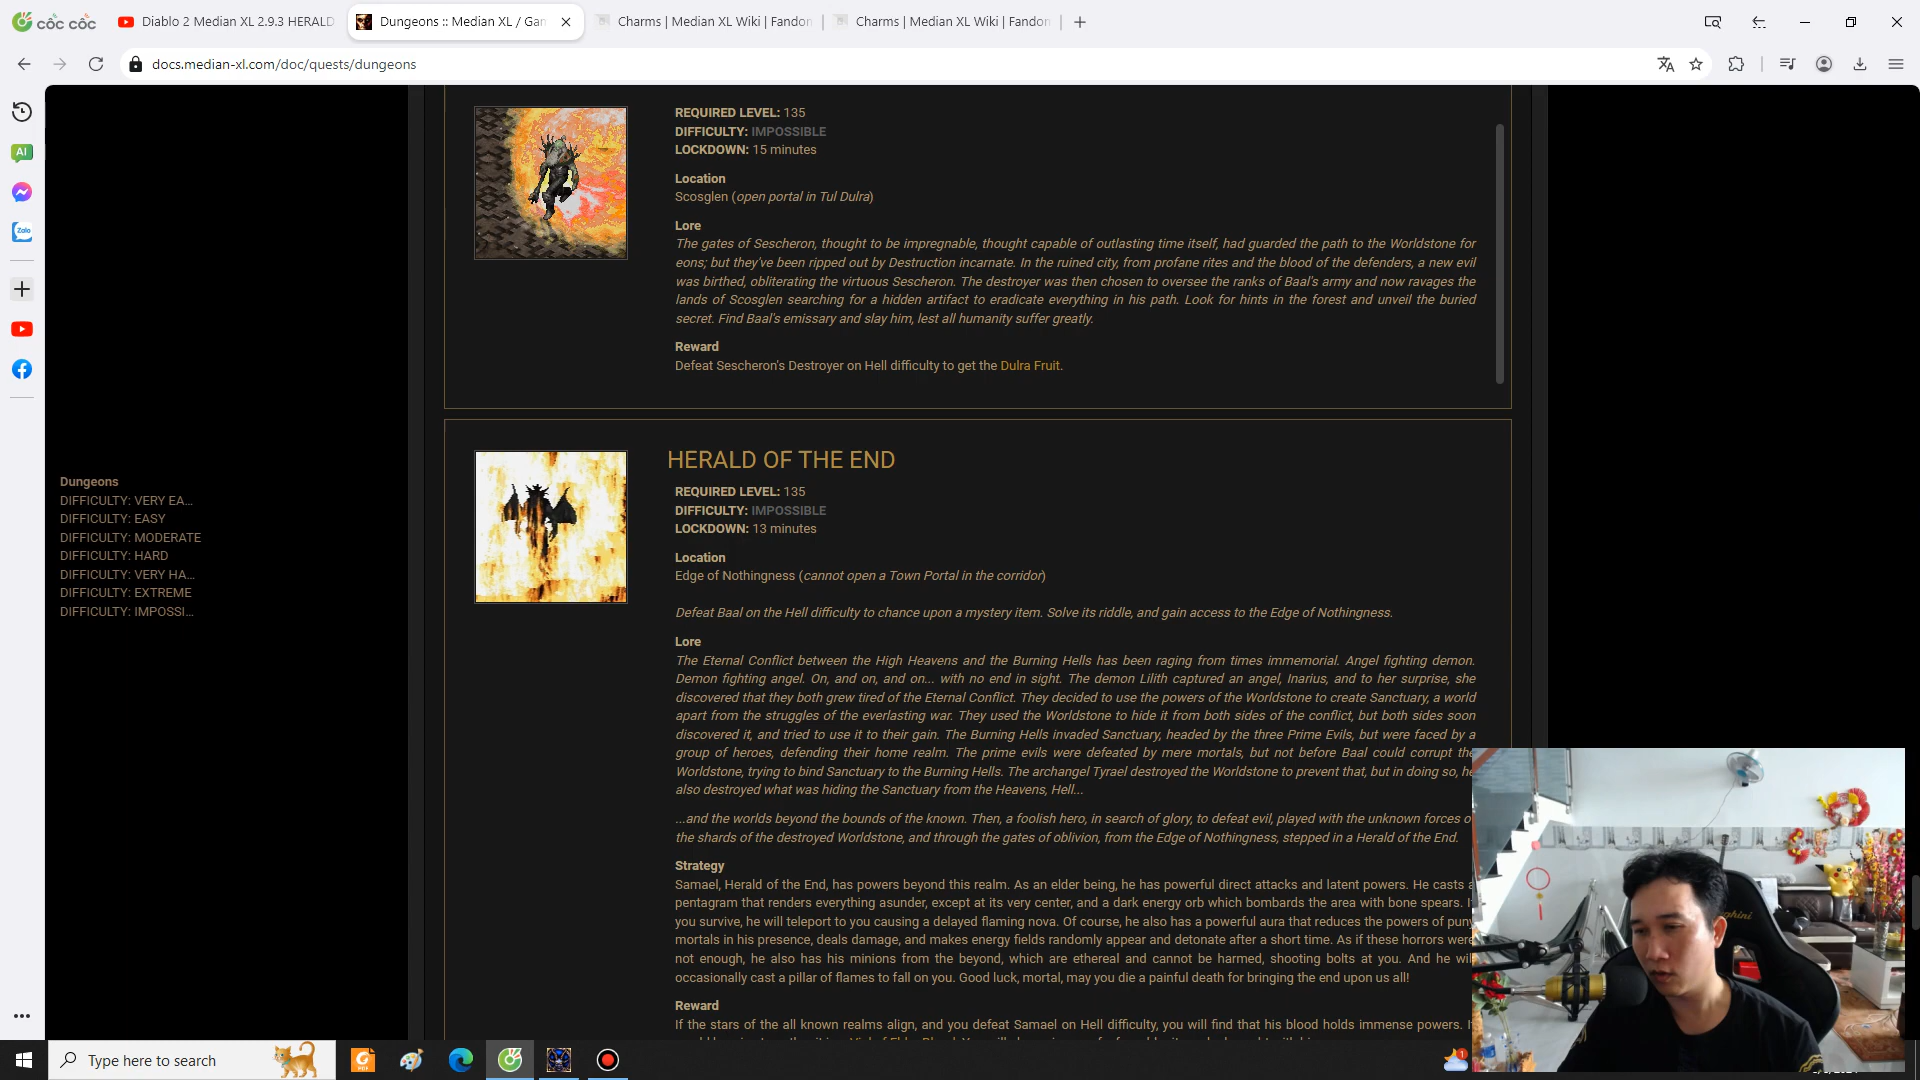 cốc cốc
Diablo 2 Median XL 2.9.3 HERALD
Dungeons :: Median XL / Gam
Charms | Median XL Wiki | Fandom
Charms | Median XL Wiki | Fandom
docs.median-xl.com/doc/quests/dungeons
AI
Zalo
REQUIRED LEVEL: 135
DIFFICULTY: IMPOSSIBLE
LOCKDOWN: 15 minutes
Location
Scosglen (open portal in Tul Dulra)
Lore
The gates of Sescheron, thought to be impregnable, thought capable of outlasting time itself, had guarded the path to the Worldstone for
eons; but they've been ripped out by Destruction incarnate. In the ruined city, from profane rites and the blood of the defenders, a new evil
was birthed, obliterating the virtuous Sescheron. The destroyer was then chosen to oversee the ranks of Baal's army and now ravages the
lands of Scosglen searching for a hidden artifact to eradicate everything in his path. Look for hints in the forest and unveil the buried
secret. Find Baal's emissary and slay him, lest all humanity suffer greatly.
Reward
Defeat Sescheron's Destroyer on Hell difficulty to get the Dulra Fruit.
Dungeons
DIFFICULTY: VERY EA...
DIFFICULTY: EASY
DIFFICULTY: MODERATE
DIFFICULTY: HARD
DIFFICULTY: VERY HA...
DIFFICULTY: EXTREME
DIFFICULTY: IMPOSSI...
HERALD OF THE END
REQUIRED LEVEL: 135
DIFFICULTY: IMPOSSIBLE
LOCKDOWN: 13 minutes
Location
Edge of Nothingness (cannot open a Town Portal in the corridor)
Defeat Baal on the Hell difficulty to chance upon a mystery item. Solve its riddle, and gain access to the Edge of Nothingness.
Lore
The Eternal Conflict between the High Heavens and the Burning Hells has been raging from times immemorial. Angel fighting demon.
Demon fighting angel. On, and on, and on... with no end in sight. The demon Lilith captured an angel, Inarius, and to her surprise, she
discovered that they both grew tired of the Eternal Conflict. They decided to use the powers of the Worldstone to create Sanctuary, a world
apart from the struggles of the everlasting war. They used the Worldstone to hide it from both sides of the conflict, but both sides soon
discovered it, and tried to use it to their gain. The Burning Hells invaded Sanctuary, headed by the three Prime Evils, but were faced by a
group of heroes, defending their home realm. The prime evils were defeated by mere mortals, but not before Baal could corrupt the
Worldstone, trying to bind Sanctuary to the Burning Hells. The archangel Tyrael destroyed the Worldstone to prevent that, but in doing so, he
also destroyed what was hiding the Sanctuary from the Heavens, Hell...
...and the worlds beyond the bounds of the known. Then, a foolish hero, in search of glory, to defeat evil, played with the unknown forces o
the shards of the destroyed Worldstone, and through the gates of oblivion, from the Edge of Nothingness, stepped in a Herald of the End.
Strategy
Samael, Herald of the End, has powers beyond this realm. As an elder being, he has powerful direct attacks and latent powers. He casts a
pentagram that renders everything asunder, except at its very center, and a dark energy orb which bombards the area with bone spears. I
you survive, he will teleport to you causing a delayed flaming nova. Of course, he also has a powerful aura that reduces the powers of puny
mortals in his presence, deals damage, and makes energy fields randomly appear and detonate after a short time. As if these horrors were
not enough, he also has his minions from the beyond, which are ethereal and cannot be harmed, shooting bolts at you. And he will
occasionally cast a pillar of flames to fall on you. Good luck, mortal, may you die a painful death for bringing the end upon us all!
Reward
If the stars of the all known realms align, and you defeat Samael on Hell difficulty, you will find that his blood holds immense powers. I
Type here to search